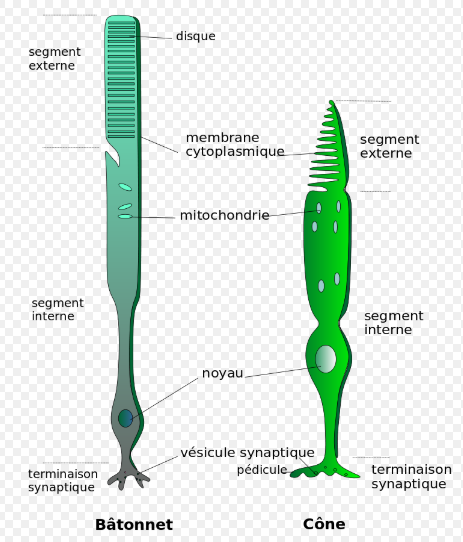 disque
segment
externe
membrane
cytoplasmique
segment
externe
mitochondrie
segment
interne
segment
interne
noyau
vésicule synaptique
pédicule
terminaison
synaptique
terminaison
synaptique
Bâtonnet
Cône